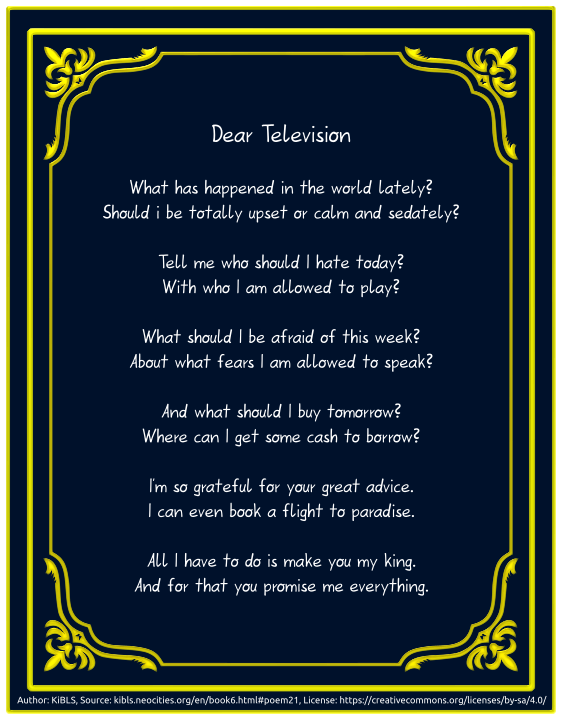 Dear Television
What has happened in the world lately?
Should i be totally upset or calm and sedately?
Tell me who should I hate today?
With who I am allowed to play?
What should I be afraid of this week?
About what fears I am allowed to speak?
And what should I buy tomorrow?
Where can I get some cash to borrow?
I'm so grateful for your great advice.
I can even book a flight to paradise.
All I have to do is make you my king.
And for that you promise me everything.
Author: KiBLS, Source: kibls.neocities.org/en/book6.html#poem21, License: https://creativecommons.org/licenses/by-sa/4.0/